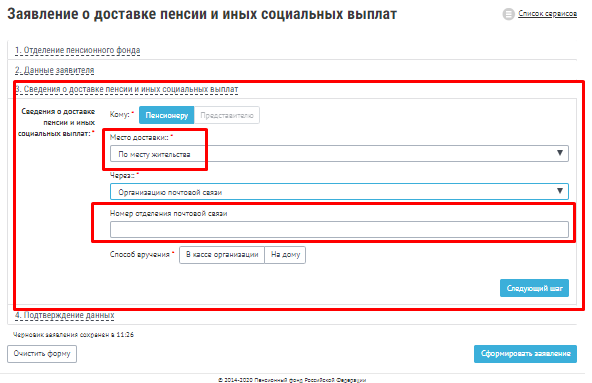 Заявление о доставке пенсии и иных социальных выплат
Список сервисов
1. Отделение пенсионного фонда
2. Данные заявителя
3. Сведения о доставке пенсии и иных социальных выплат
Сведения о доставке
пенсии и иных
социальных выплат: *
Кому: * Пенсионеру Представителю
Место доставки:: *
По месту жительства
Через:: *
Организацию почтовой связи
Номер отделения почтовой связи
Способ вручения * В кассе организации На дому
Следующий шаг
4. Подтверждение данных
Черновик заявления сохранен в 11:26
Очистить форму Сформировать заявление
© 2014-2020 Пенсионный фонд Российской Федерации